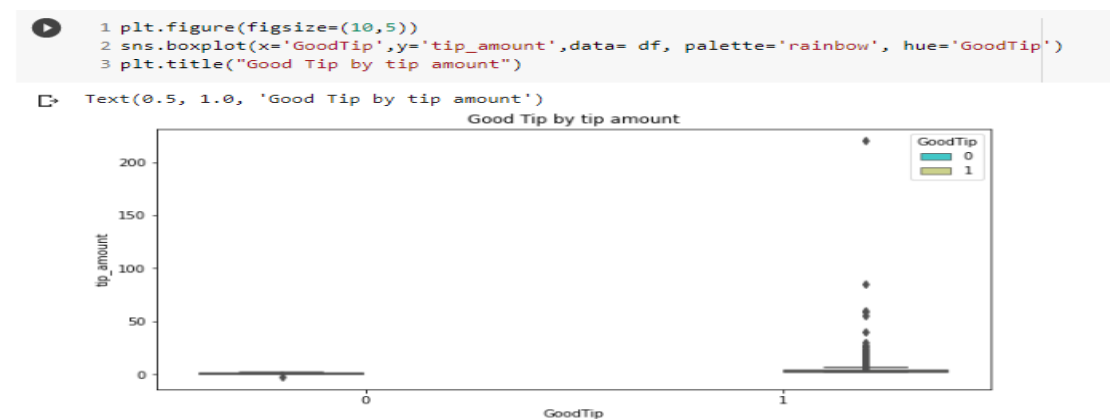 1 plt.figure(figsize=(10,5))
2 sns.boxplot(x='GoodTip',y='tip_amount',data= df, palette='rainbow', hue='GoodTip')
3 plt.title("Good Tip by tip amount")
Text(0.5, 1.0, 'Good Tip by tip amount')
Good Tip by tip amount
GoodTip
0
1
200
150
100
50
0
tip_amount
0 1
GoodTip